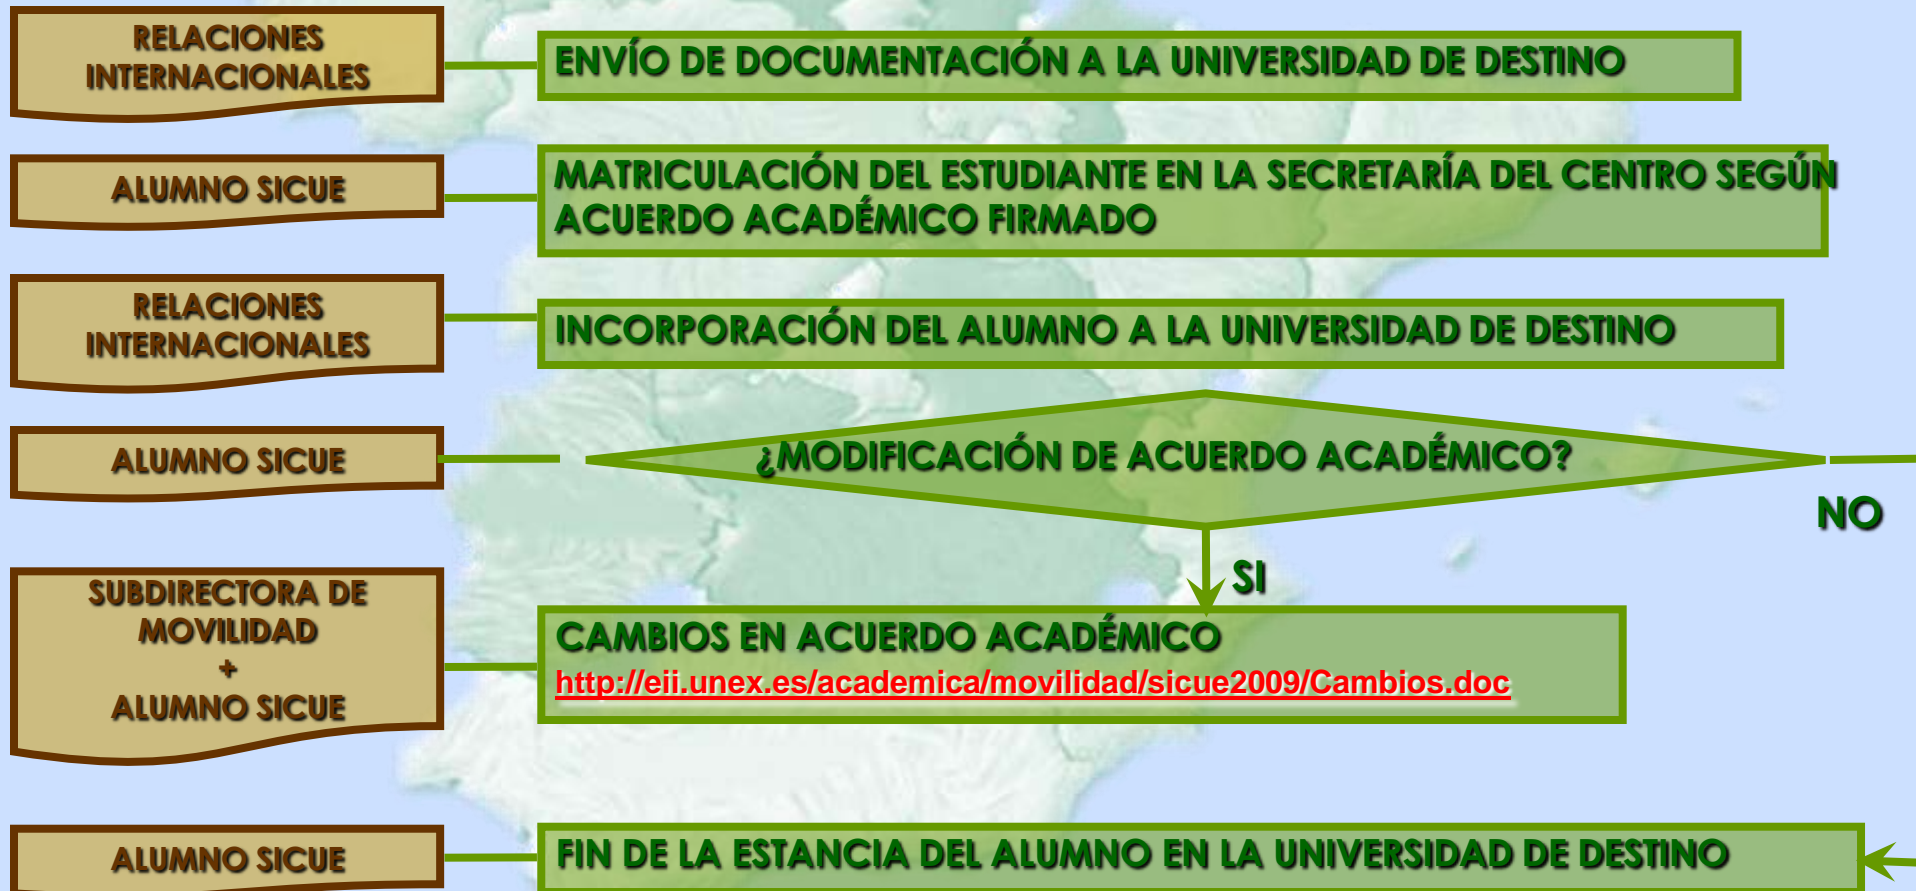 RELACIONES
INTERNACIONALES
ENVÍO DE DOCUMENTACIÓN A LA UNIVERSIDAD DE DESTINO
ALUMNO SICUE
MATRICULACIÓN DEL ESTUDIANTE EN LA SECRETARÍA DEL CENTRO SEGÚN
ACUERDO ACADÉMICO FIRMADO
RELACIONES
INTERNACIONALES
INCORPORACIÓN DEL ALUMNO A LA UNIVERSIDAD DE DESTINO
ALUMNO SICUE
¿MODIFICACIÓN DE ACUERDO ACADÉMICO?
NO
SI
SUBDIRECTORA DE
MOVILIDAD
+
ALUMNO SICUE
CAMBIOS EN ACUERDO ACADÉMICO
http://eii.unex.es/academica/movilidad/sicue2009/Cambios.doc
ALUMNO SICUE
FIN DE LA ESTANCIA DEL ALUMNO EN LA UNIVERSIDAD DE DESTINO